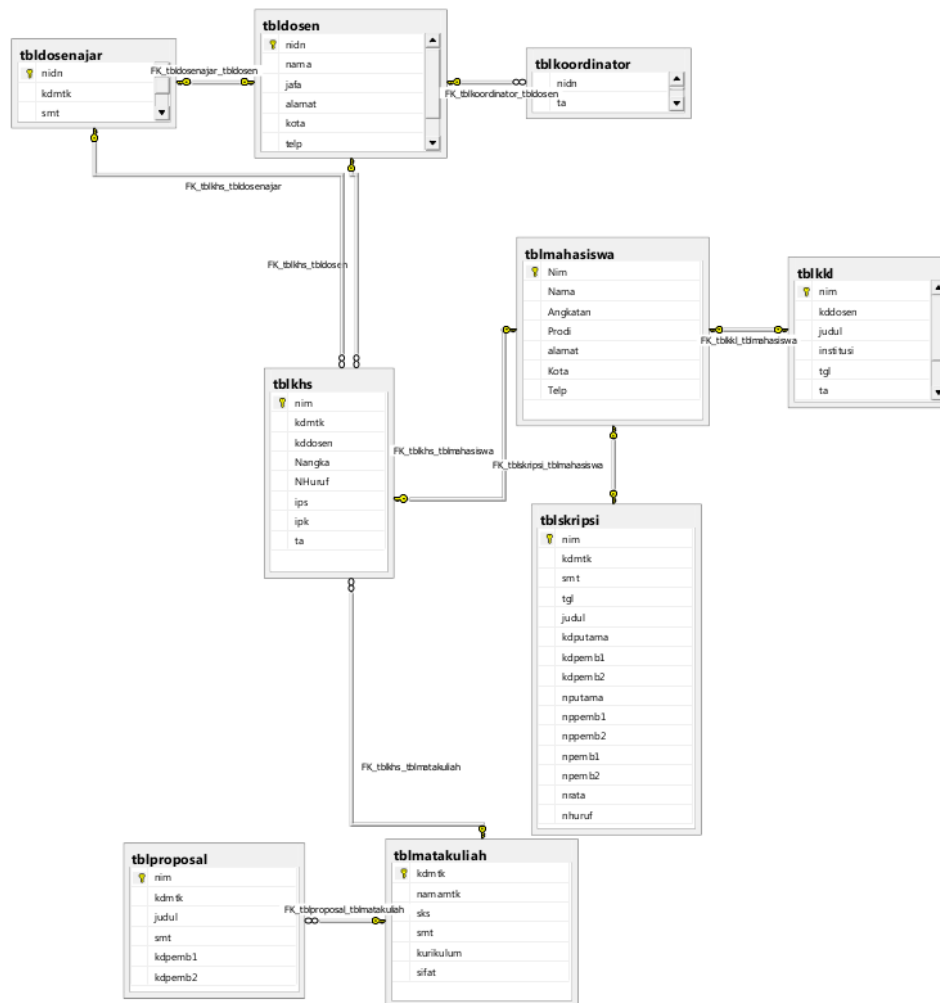 tbldosenajar
nidn
kdmtk
smt
FK_tbldosenajar_tbldosen
tbldosen
nidn
nama
jafa
alamat
kota
telp
FK_tblkoordinator_tbldosen
tblkoordinator
nidn
ta
FK_tblkhs_tbldosenajar
FK_tblkhs_tbldosen
tblmahasiswa
Nim
Nama
Angkatan
Prodi
alamat
Kota
Telp
FK_tblkkl_tblmahasiswa
tblkkl
nim
kddosen
judul
institusi
tgl
ta
tblkhs
nim
kdmtk
kddosen
Nangka
NHuruf
ips
ipk
ta
FK_tblkhs_tblmahasiswa
FK_tblskripsi_tblmahasiswa
tblskripsi
nim
kdmtk
smt
tgl
judul
kdputama
kdpemb1
kdpemb2
nputama
nppemb1
nppemb2
npemb1
npemb2
nrata
nhuruf
FK_tblkhs_tblmatakuliah
tblproposal
nim
kdmtk
judul
smt
kdpemb1
kdpemb2
FK_tblproposal_tblmatakuliah
tblmatakuliah
kdmtk
namamtk
sks
smt
kurikulum
sifat